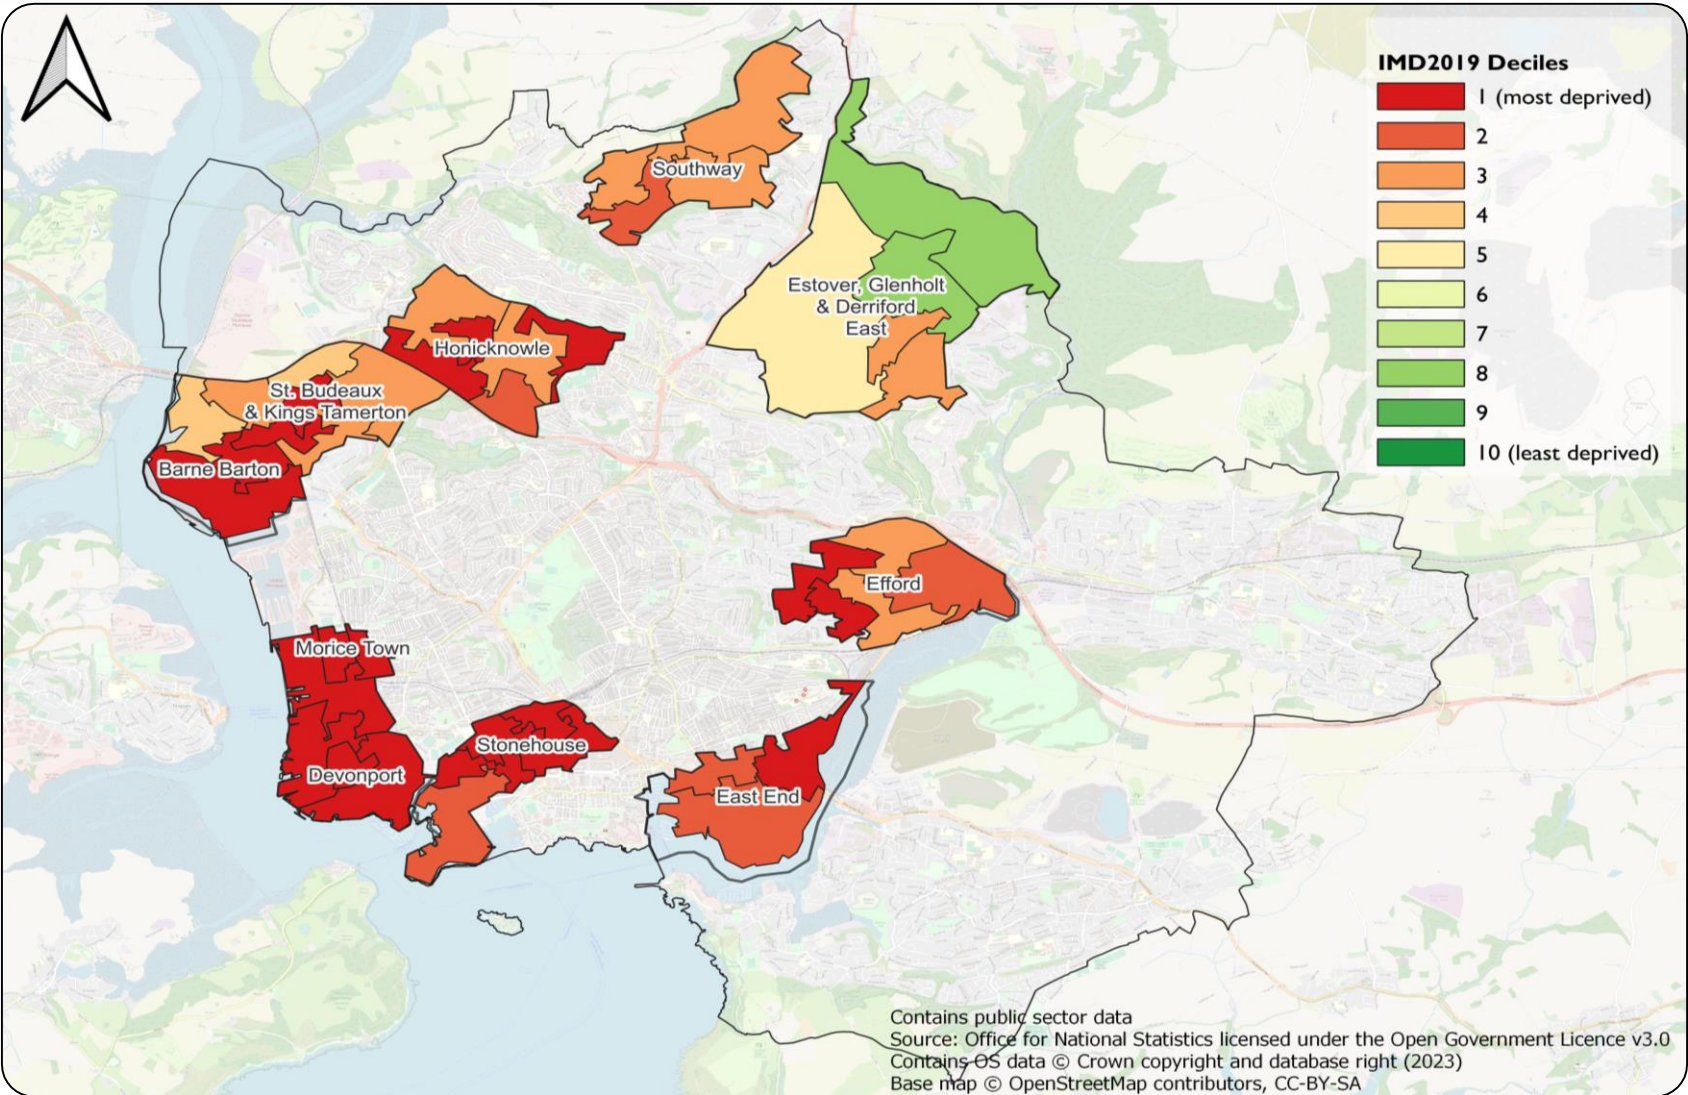 IMD2019 Deciles
1 (most deprived)
2
3
4
5
6
7
8
9
10 (least deprived)
Southway
Estover, Glenholt
& Derriford
East
Honicknowle
St. Budeaux
& Kings Tamerton
Barne Barton
Efford
Morice Town
Stonehouse
Devonport
East End
Contains public sector data
Source: Office for National Statistics licensed under the Open Government Licence v3.0
Contains OS data © Crown copyright and database right (2023)
Base map © OpenStreetMap contributors, CC-BY-SA